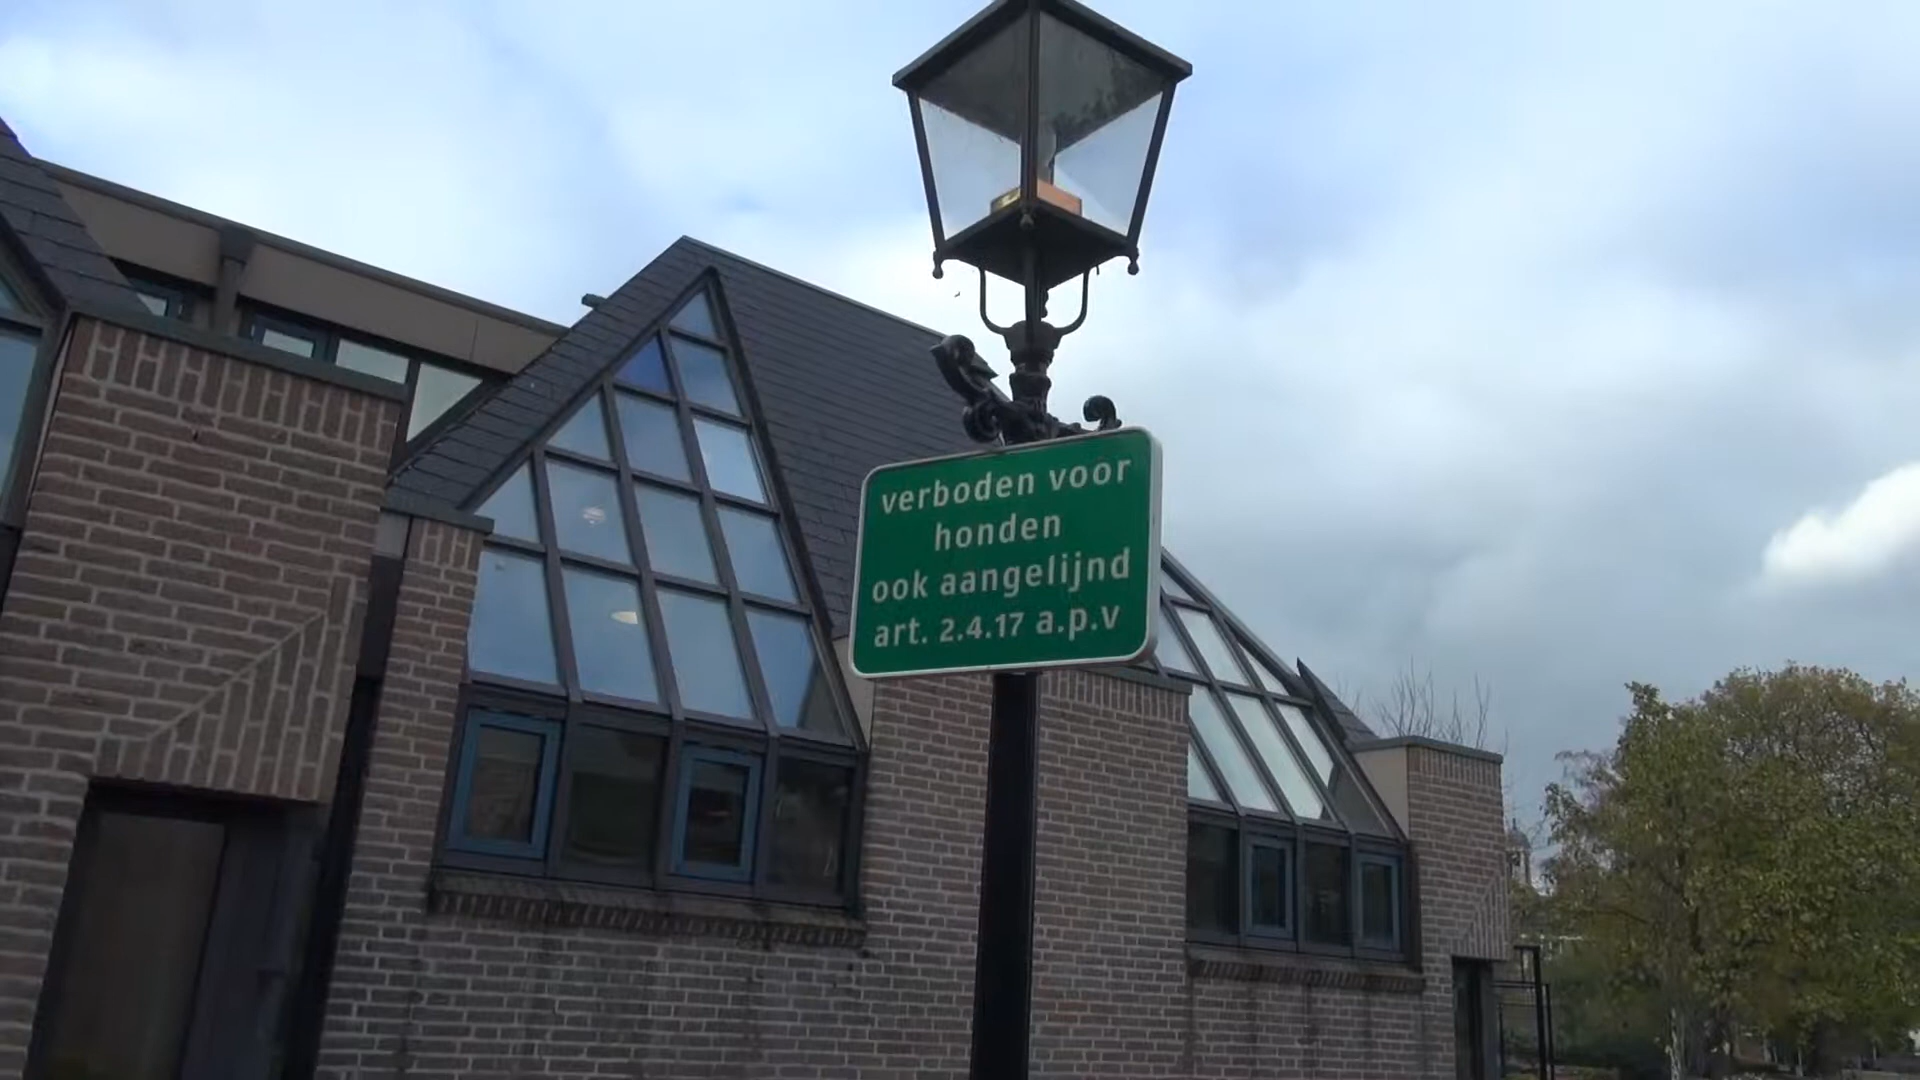 verboden voor
honden
ook aangelijnd
art. 2.4.17 a.p.v